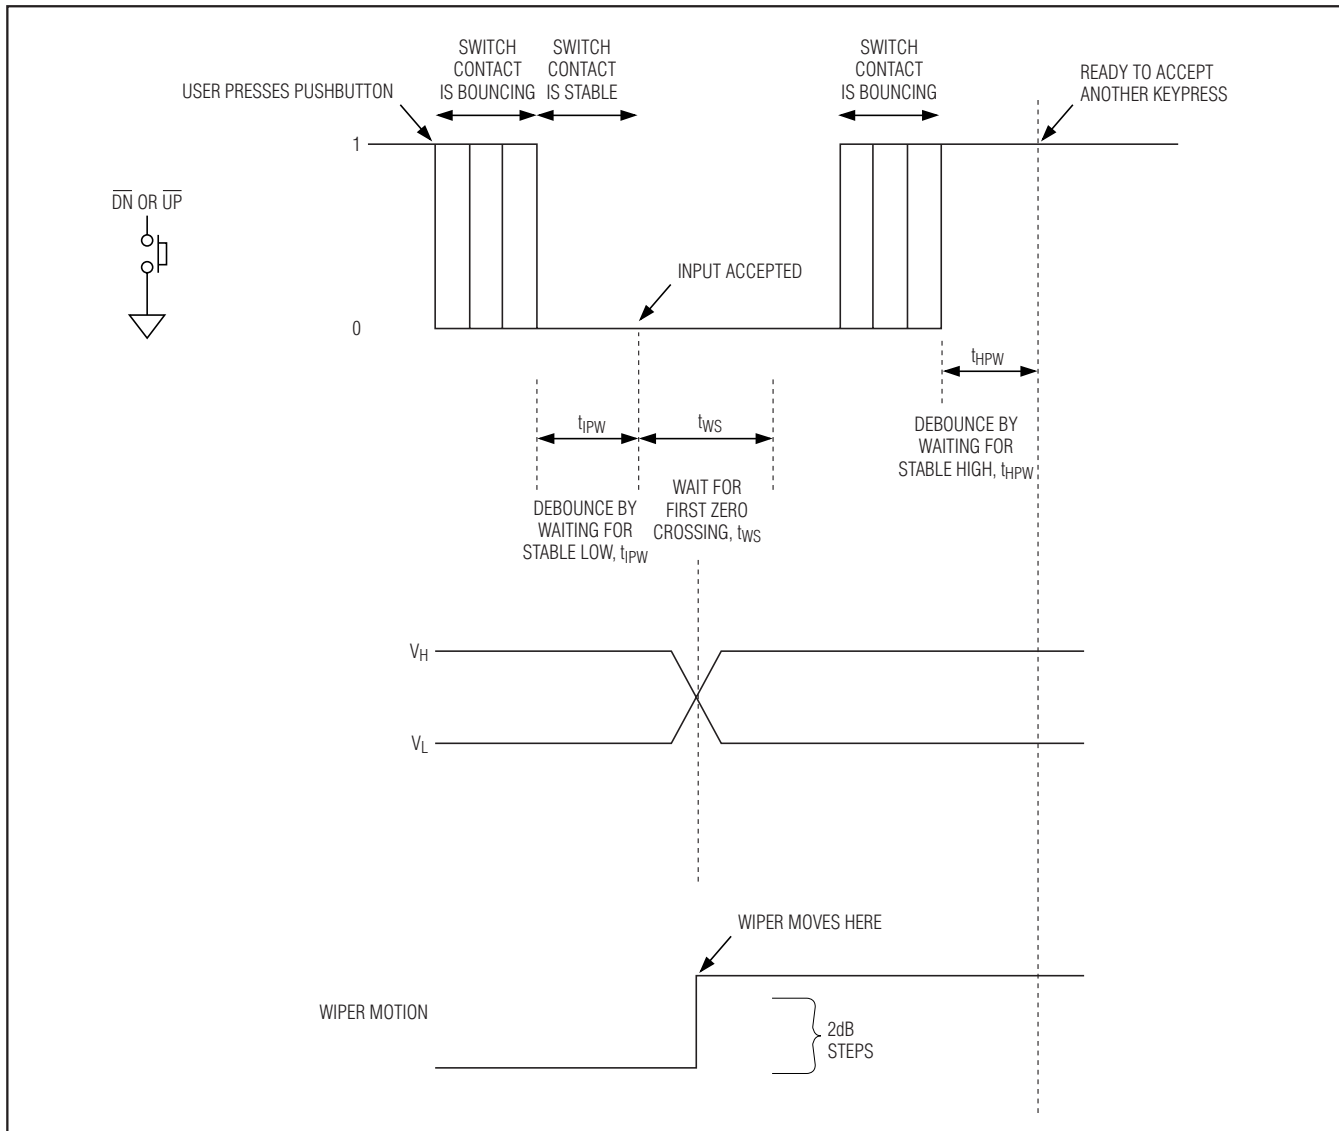 SWITCH
CONTACT
IS BOUNCING
SWITCH
CONTACT
IS STABLE
SWITCH
CONTACT
IS BOUNCING
READY TO ACCEPT
ANOTHER KEYPRESS
USER PRESSES PUSHBUTTON
1
D̅N̅ OR U̅P̅
INPUT ACCEPTED
0
tHPW
tIPW
tWS
DEBOUNCE BY
WAITING FOR
STABLE HIGH, tHPW
WAIT FOR
FIRST ZERO
CROSSING, tWS
DEBOUNCE BY
WAITING FOR
STABLE LOW, tIPW
VH
VL
WIPER MOVES HERE
WIPER MOTION
2dB
STEPS